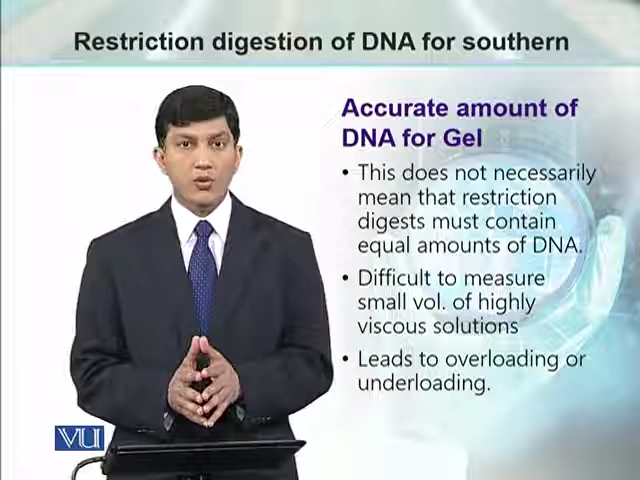 Restriction digestion of DNA for southern
Accurate amount of
DNA for Gel
• This does not necessarily
mean that restriction
digests must contain
equal amounts of DNA.
• Difficult to measure
small vol. of highly
viscous solutions
• Leads to overloading or
underloading.
VU